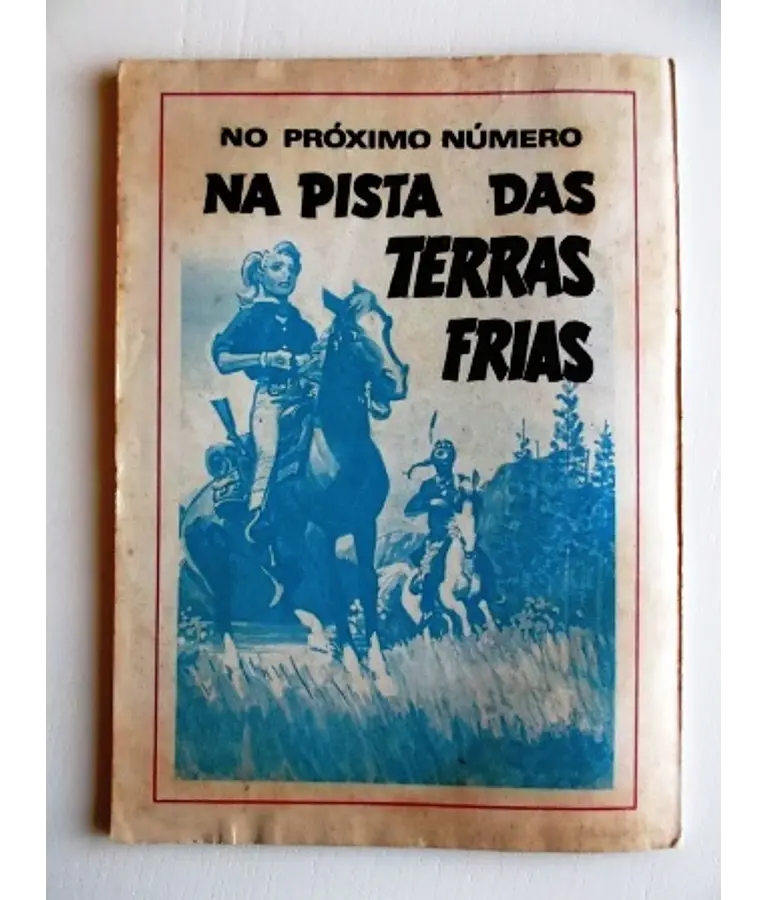 NO PRÓXIMO NÚMERO
NA PISTA DAS
TERRAS
FRIAS